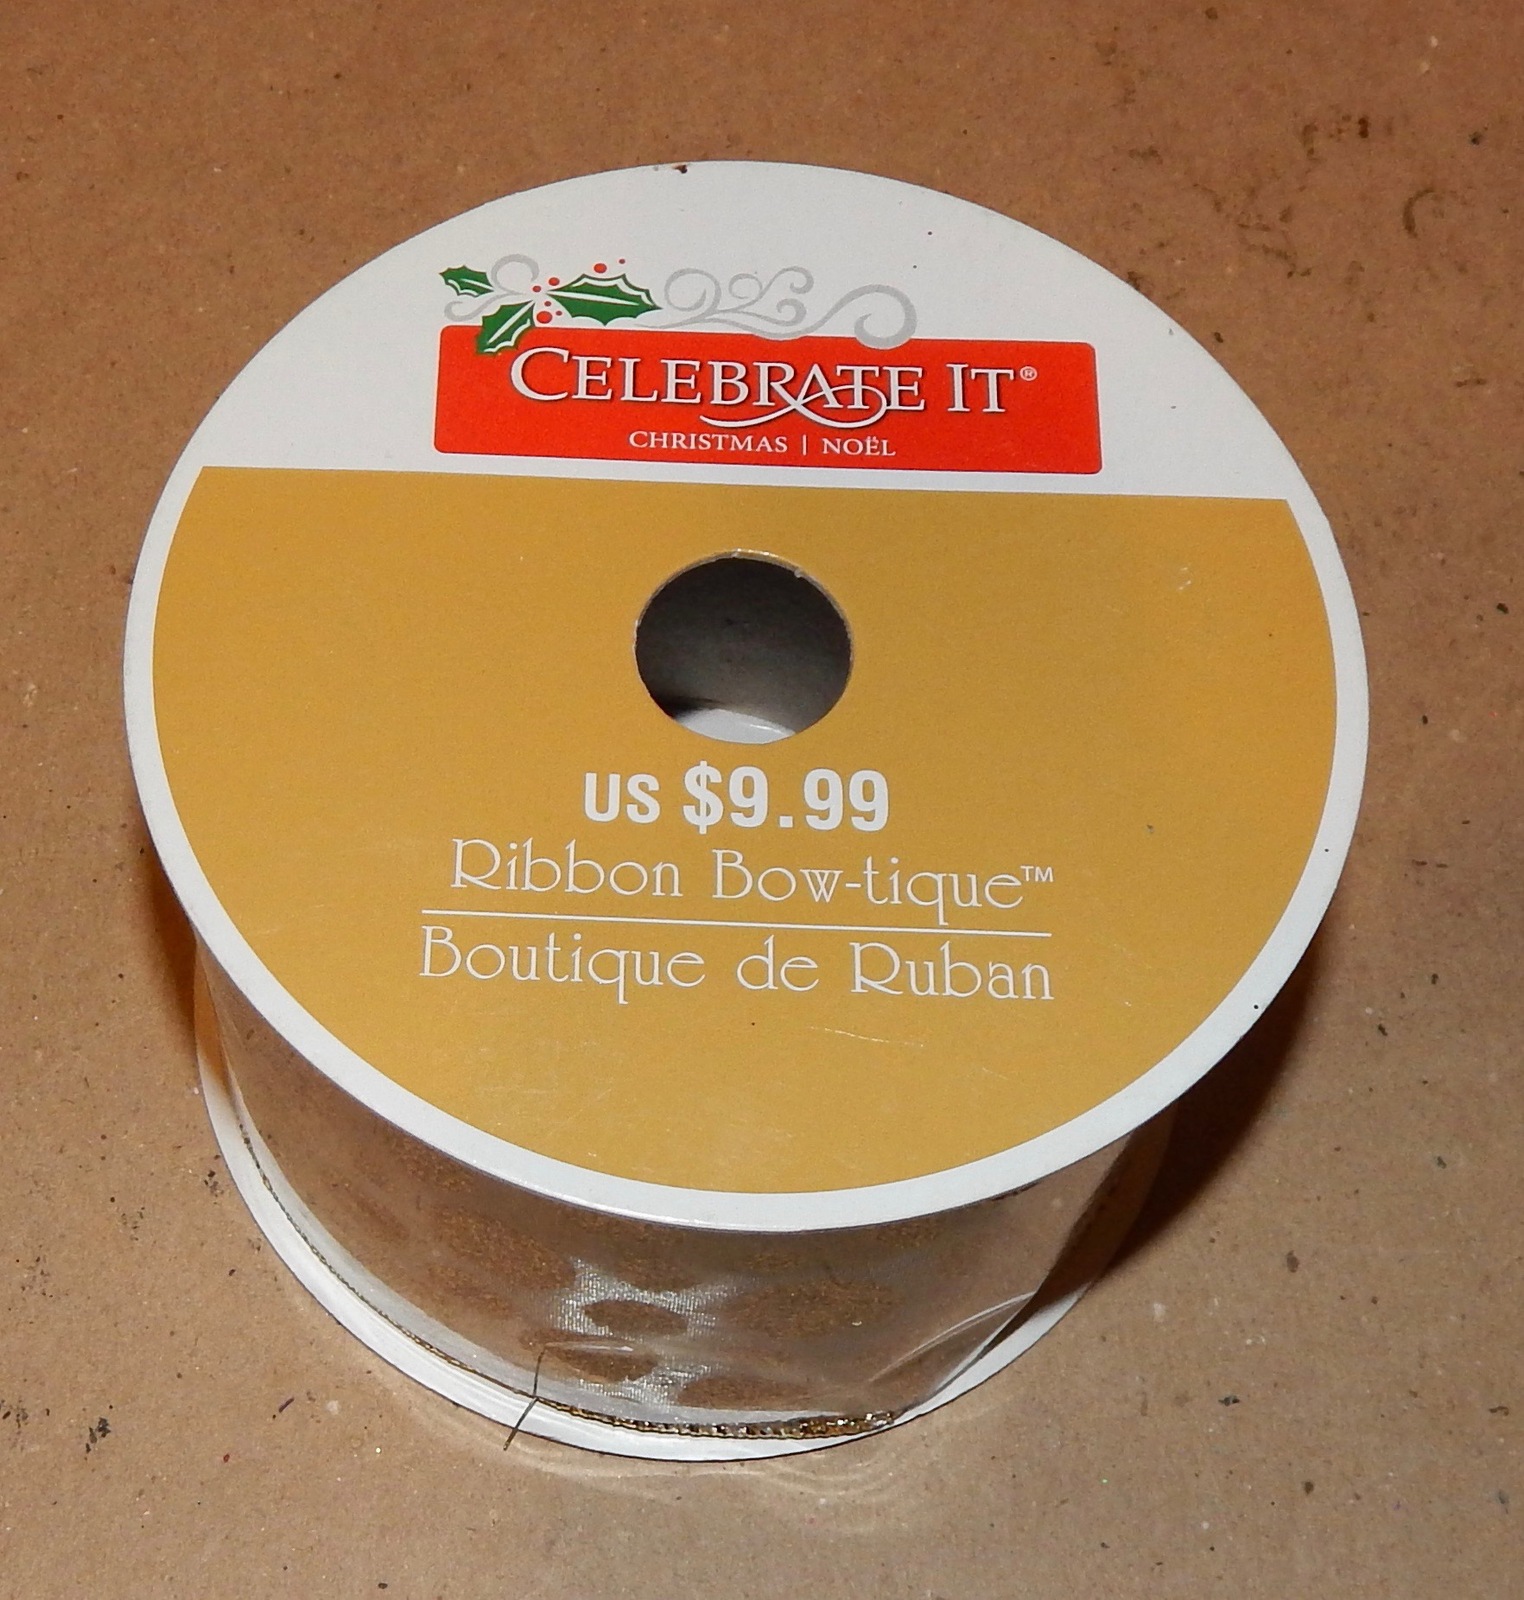 CELEBRATE IT®
CHRISTMAS | NOËL
US $9.99
Ribbon Bow-tique™
Boutique de Ruban